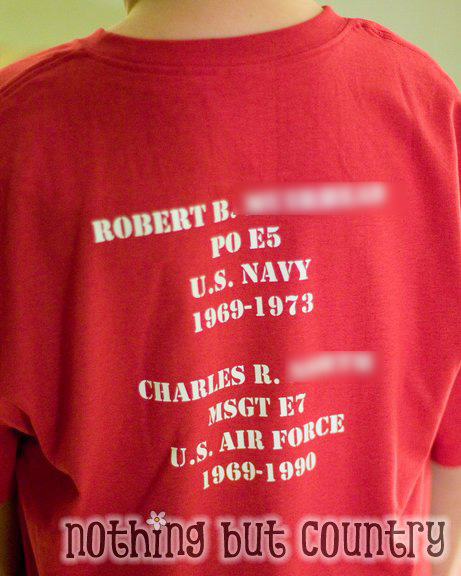 ROBERT B.
PO E5
U.S. NAVY
1969-1973
CHARLES R.
MSGT E7
U.S. AIR FORCE
1969-1990
nothing but country